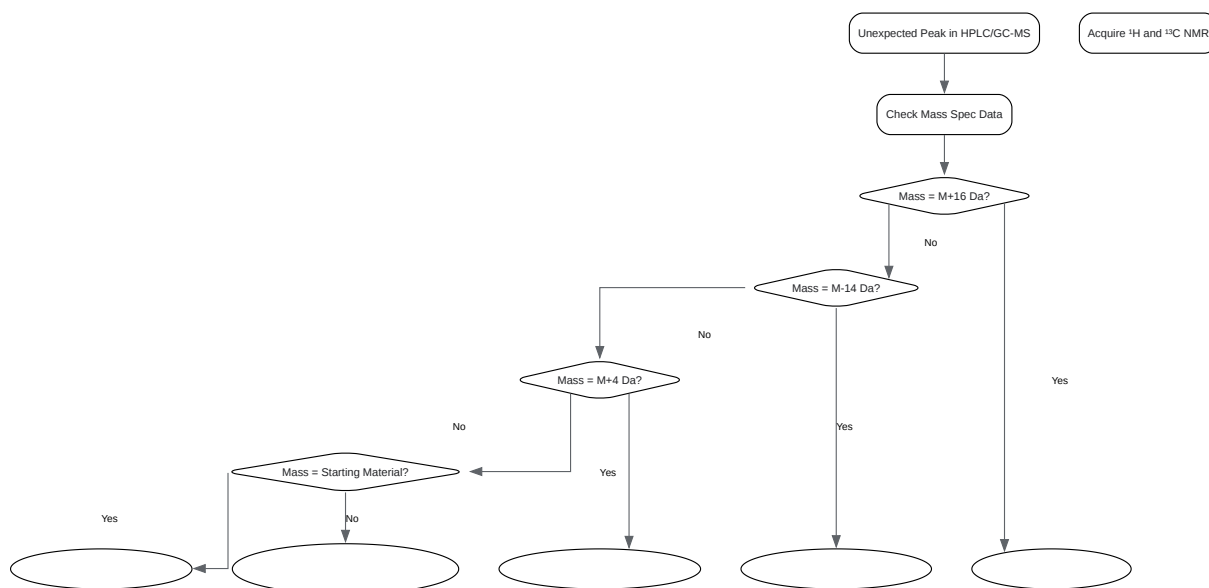 Unexpected Peak in HPLC/GC-MS
Acquire ¹H and ¹³C NMR
Check Mass Spec Data
Mass = M+16 Da?
No
Mass = M-14 Da?
No
Mass = M+4 Da?
Yes
No
Yes
Mass = Starting Material?
Yes
Yes
No